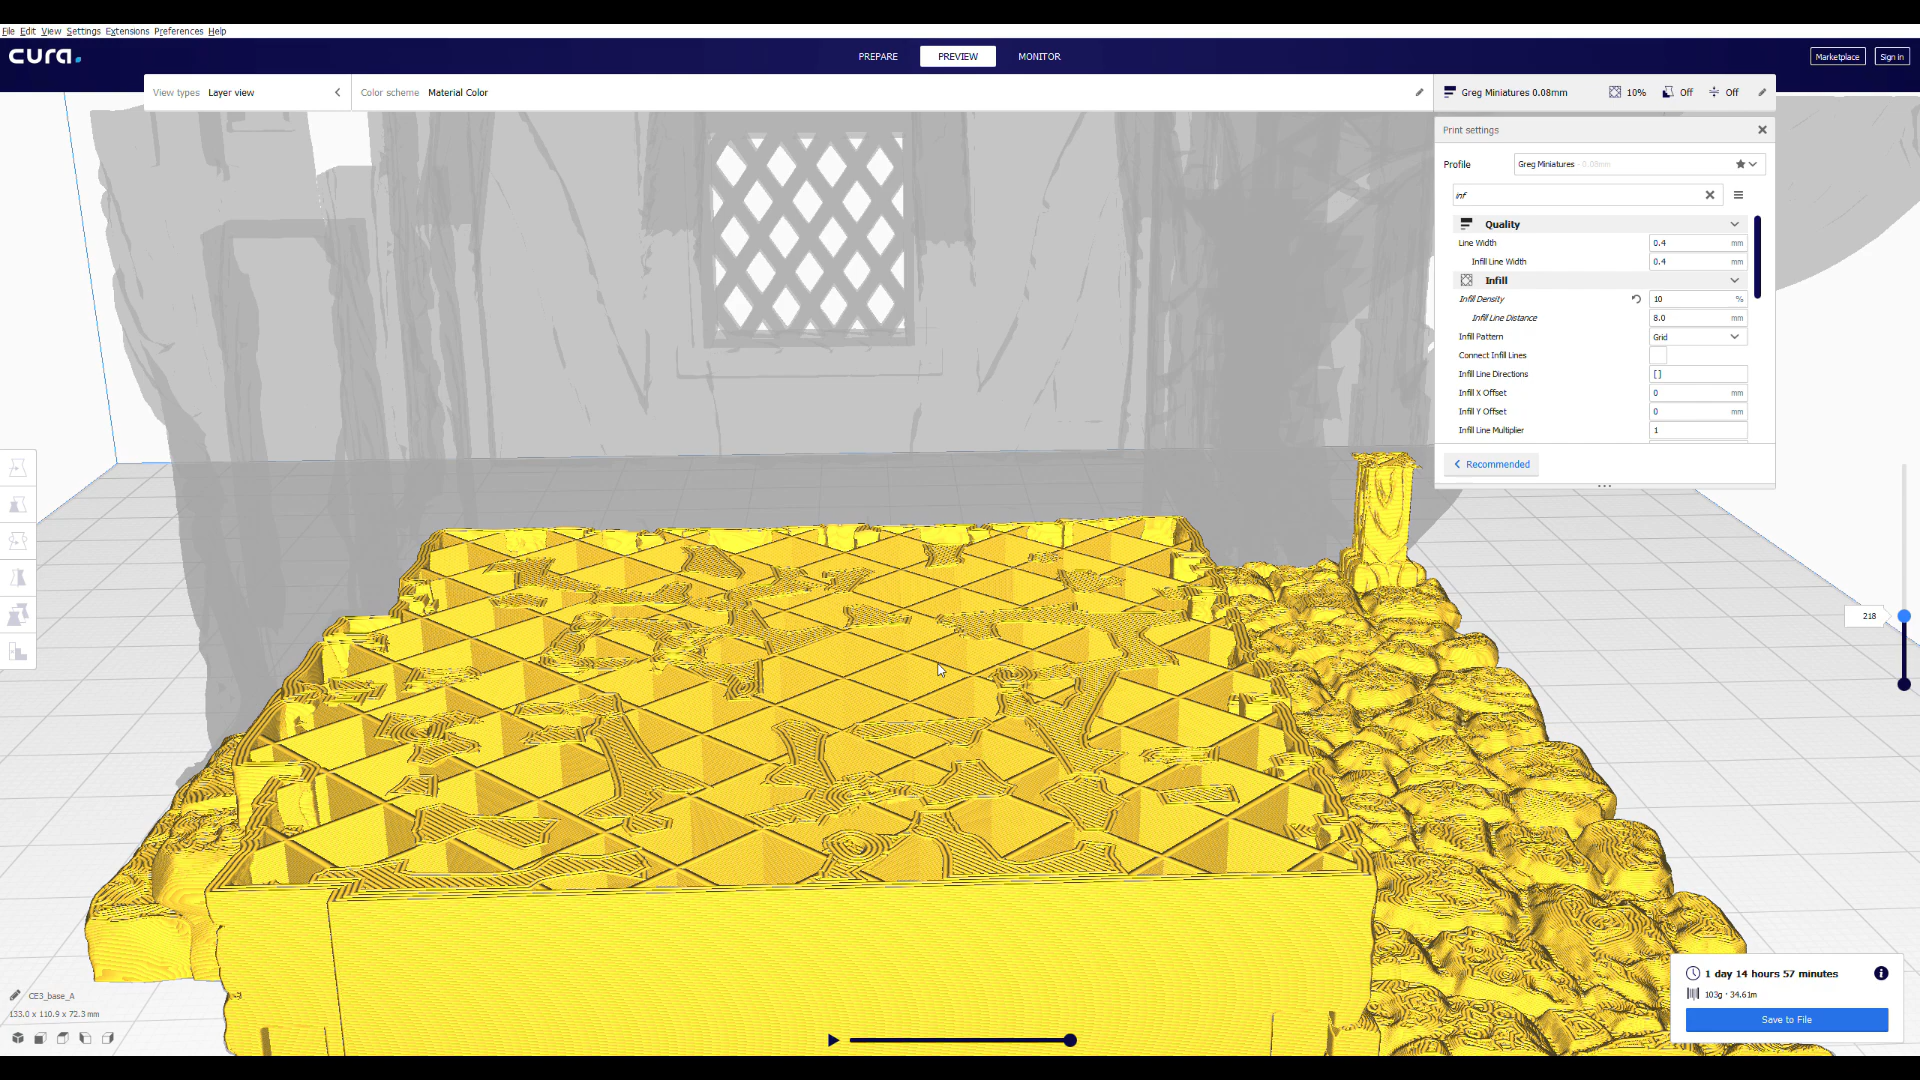 File Edit View Settings Extensions Preferences Help
cura.
PREPARE PREVIEW MONITOR
Marketplace Sign in
View types Layer view
Color scheme Material Color
Greg Miniatures 0.08mm 10% Off Off
Print settings
Profile Greg Miniatures - 0.08mm
inf
Quality
Line Width 0.4 mm
Infill Line Width 0.4 mm
Infill
Infill Density 10 %
Infill Line Distance 8.0 mm
Infill Pattern Grid
Connect Infill Lines
Infill Line Directions []
Infill X Offset 0 mm
Infill Y Offset 0 mm
Infill Line Multiplier 1
Recommended
218
CE3_base_A
133.0 x 110.9 x 72.3 mm
1 day 14 hours 57 minutes
103g · 34.61m
Save to File